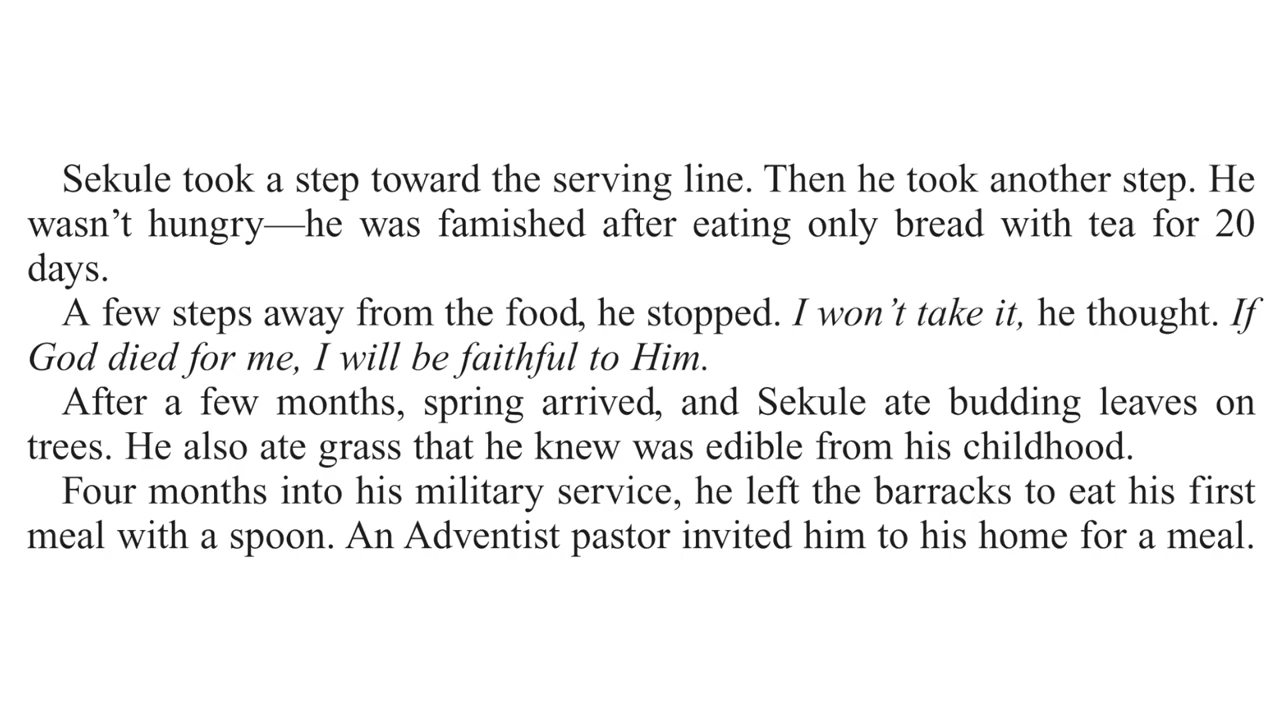 Sekule took a step toward the serving line. Then he took another step. He
wasn’t hungry—he was famished after eating only bread with tea for 20
days.
A few steps away from the food, he stopped. I won’t take it, he thought. If
God died for me, I will be faithful to Him.
After a few months, spring arrived, and Sekule ate budding leaves on
trees. He also ate grass that he knew was edible from his childhood.
Four months into his military service, he left the barracks to eat his first
meal with a spoon. An Adventist pastor invited him to his home for a meal.